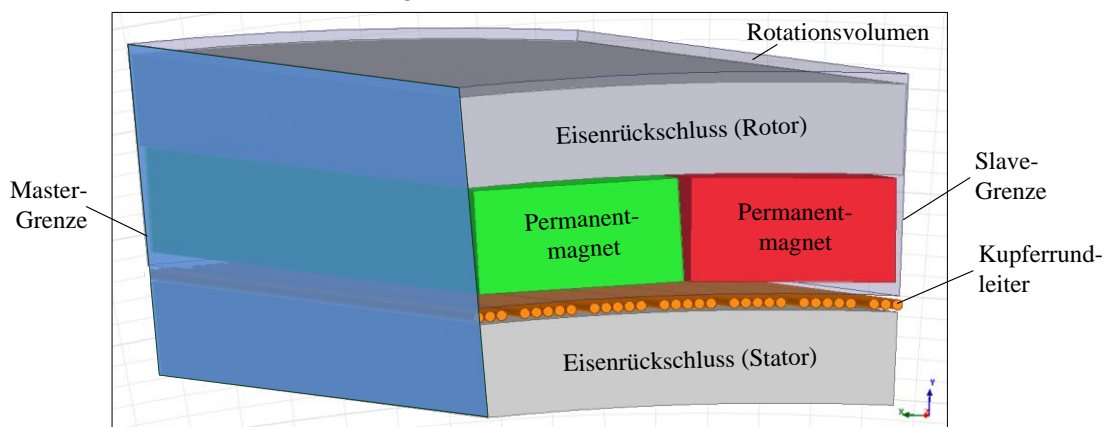 Rotationsvolumen
Eisenrückschluss (Rotor)
Master-
Grenze
Slave-
Grenze
Permanent-
magnet
Permanent-
magnet
Kupferrund-
leiter
Eisenrückschluss (Stator)
Y
X
Z